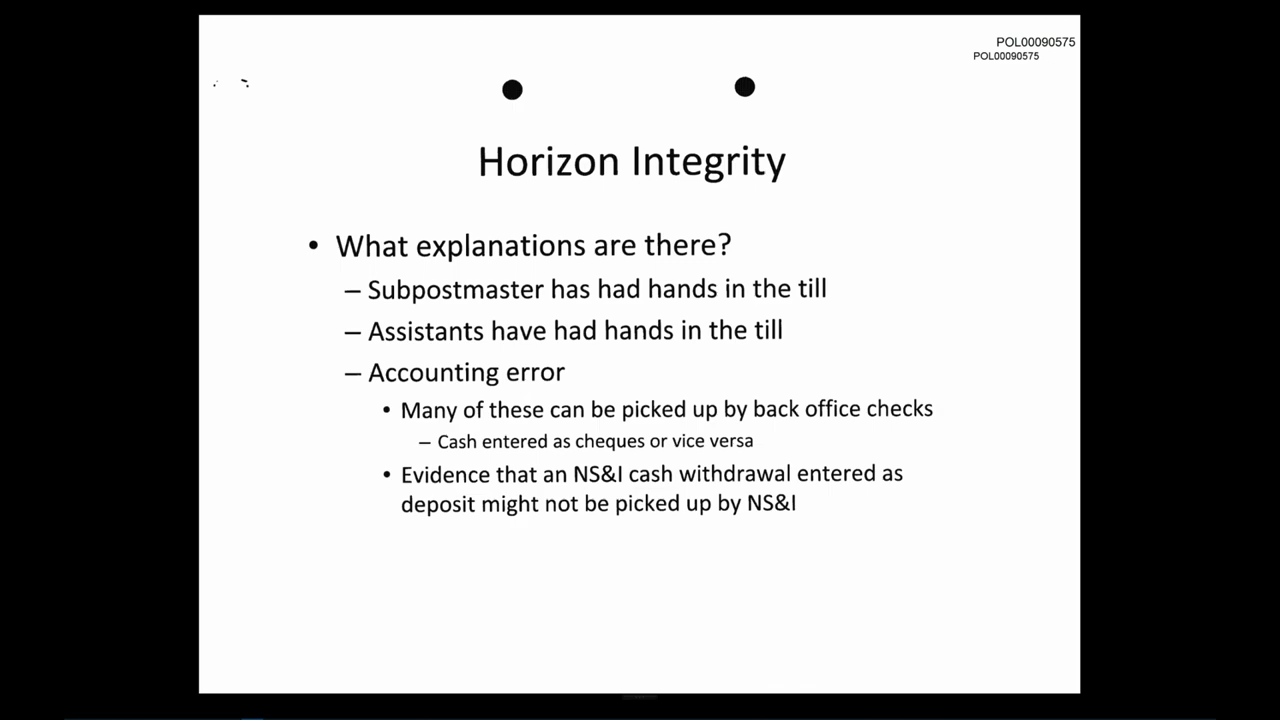 POL00090575
POL00090575
Horizon Integrity
• What explanations are there?
– Subpostmaster has had hands in the till
– Assistants have had hands in the till
– Accounting error
• Many of these can be picked up by back office checks
– Cash entered as cheques or vice versa
• Evidence that an NS&I cash withdrawal entered as
deposit might not be picked up by NS&I